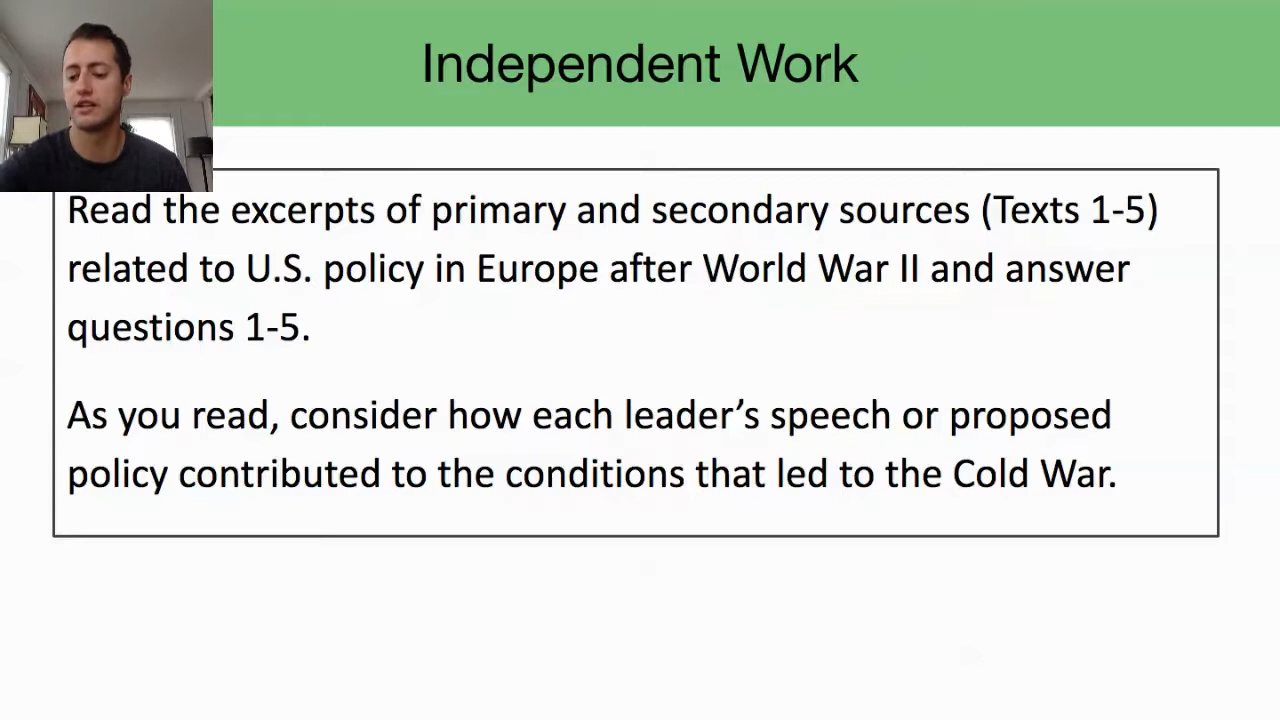 Independent Work
Read the excerpts of primary and secondary sources (Texts 1-5)
related to U.S. policy in Europe after World War II and answer
questions 1-5.
As you read, consider how each leader’s speech or proposed
policy contributed to the conditions that led to the Cold War.